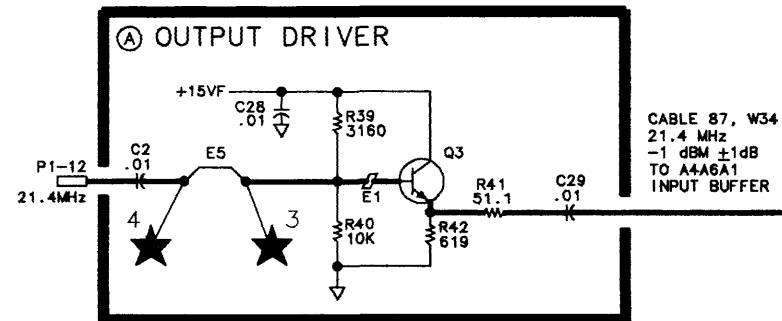 A OUTPUT DRIVER
+15VF
C28
.01
R39
3160
Q3
CABLE 87, W34
21.4 MHz
-1 dBM ±1dB
TO A4A6A1
INPUT BUFFER
P1-12
21.4MHz
C2
.01
E5
E1
R41
51.1
C29
.01
4
3
R40
10K
R42
619